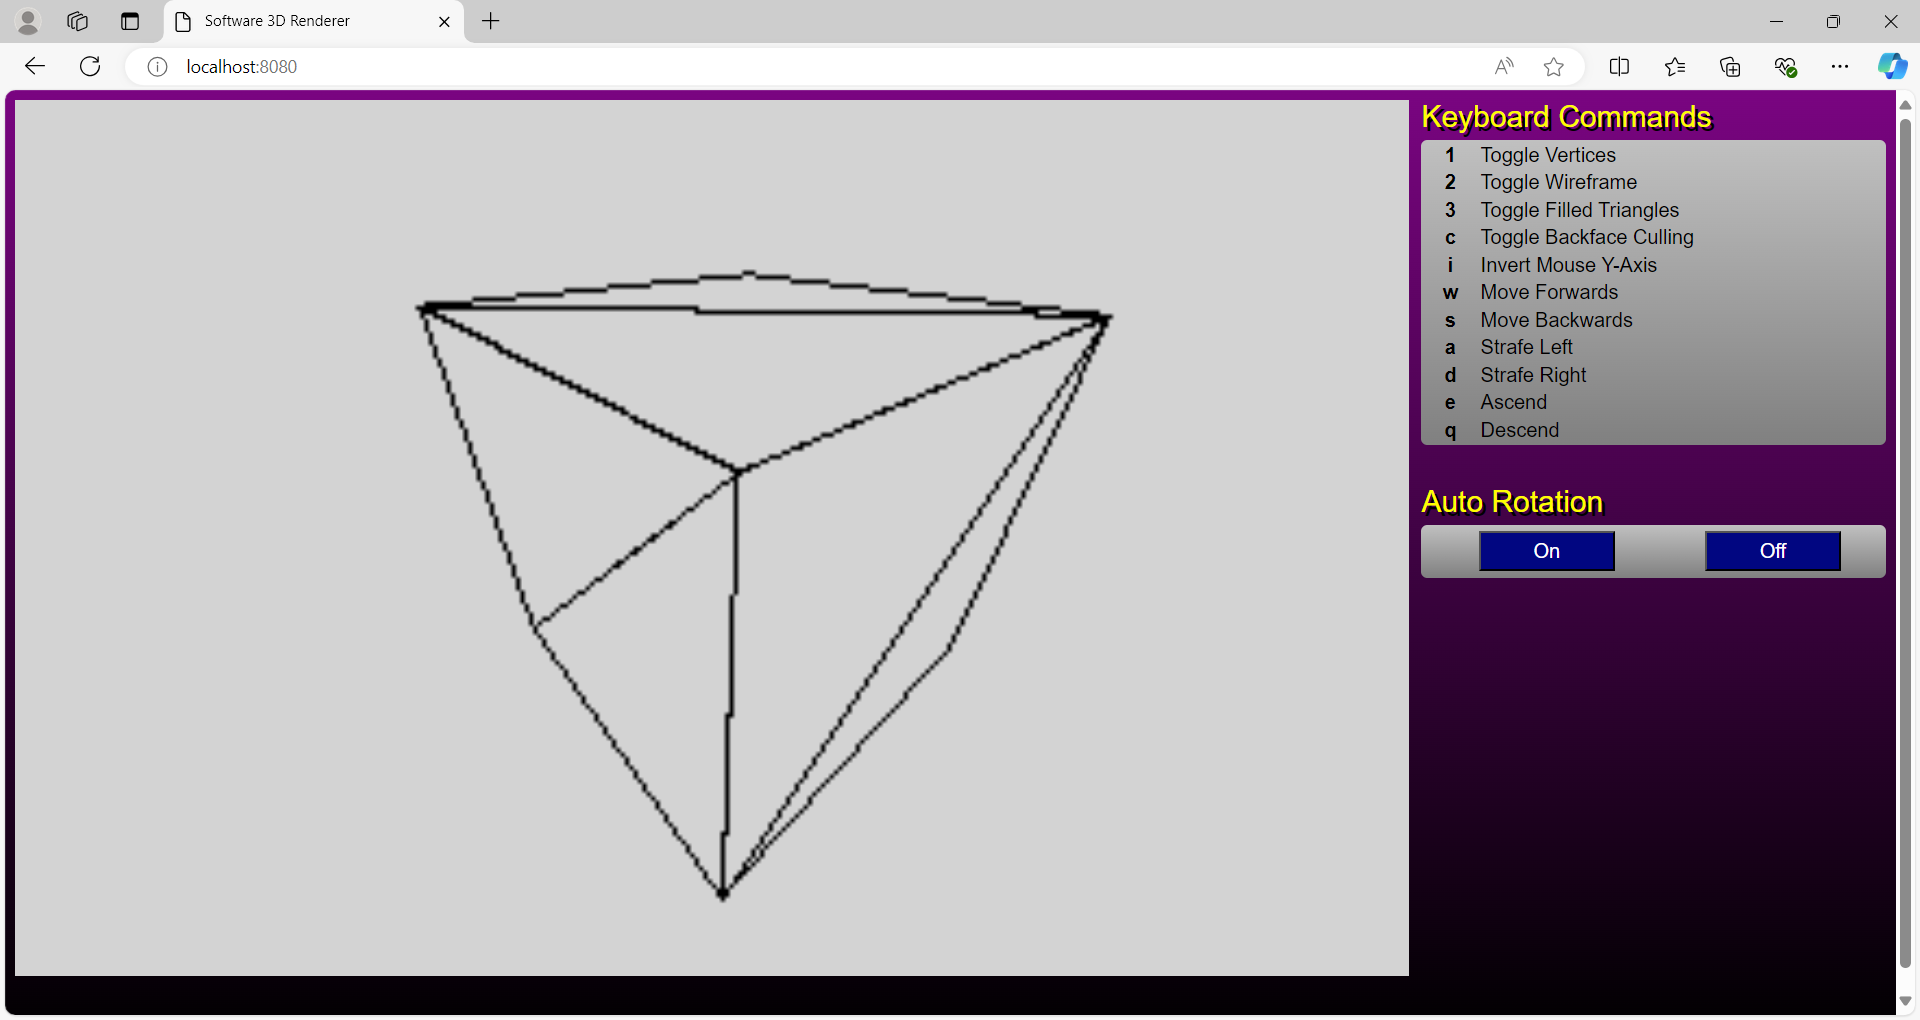 Software 3D Renderer
localhost:8080
Keyboard Commands
1 Toggle Vertices
2 Toggle Wireframe
3 Toggle Filled Triangles
c Toggle Backface Culling
i Invert Mouse Y-Axis
w Move Forwards
s Move Backwards
a Strafe Left
d Strafe Right
e Ascend
q Descend
Auto Rotation
On Off